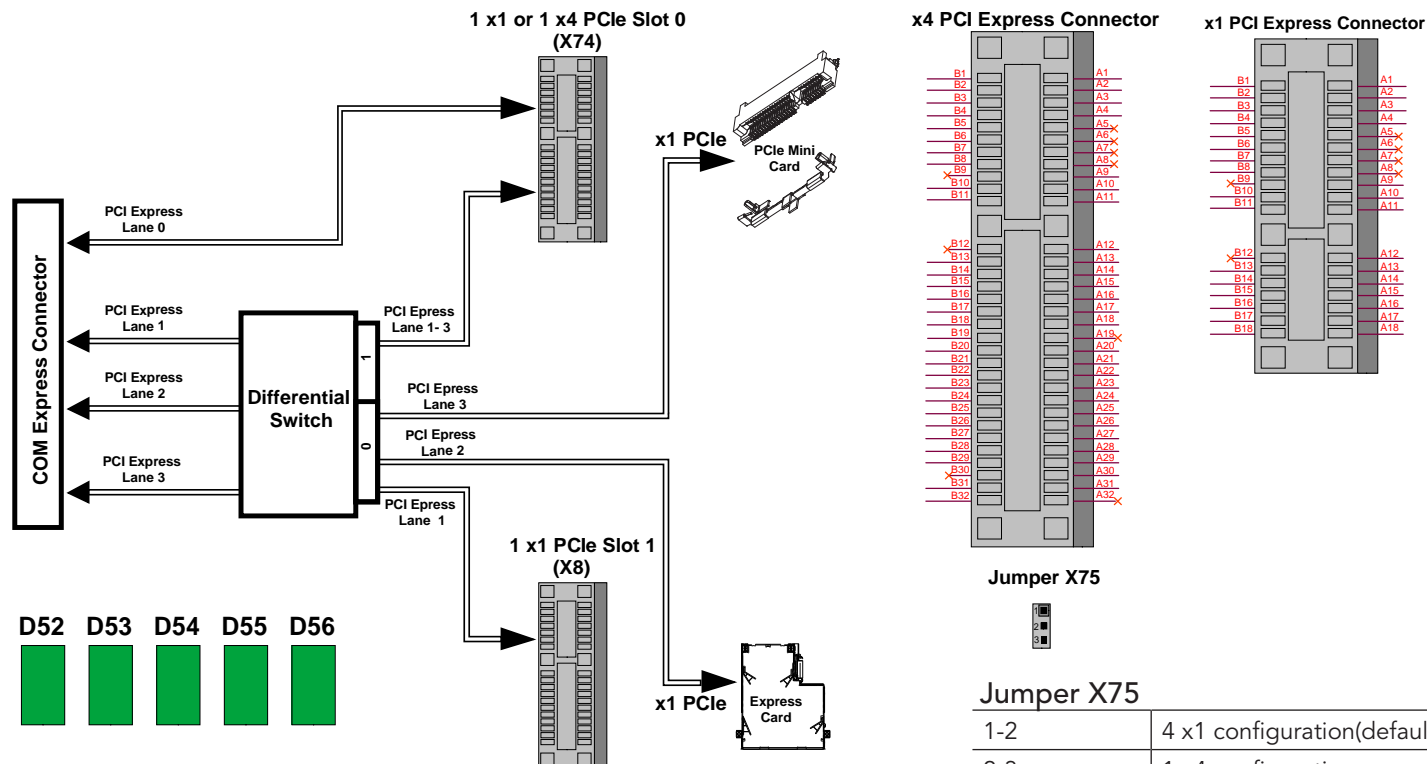 1 x1 or 1 x4 PCIe Slot 0
(X74)
x4 PCI Express Connector
x1 PCI Express Connector
x1 PCIe
PCIe Mini
Card
COM Express Connector
PCI Express
Lane 0
PCI Express
Lane 1
PCI Express
Lane 2
PCI Express
Lane 3
Differential
Switch
1
0
PCI Epress
Lane 1- 3
PCI Epress
Lane 3
PCI Epress
Lane 2
PCI Epress
Lane 1
1 x1 PCIe Slot 1
(X8)
x1 PCIe
Express
Card
D52 D53 D54 D55 D56
B1 A1
B2 A2
B3 A3
B4 A4
B5 A5
B6 A6
B7 A7
B8 A8
B9 A9
B10 A10
B11 A11
B12 A12
B13 A13
B14 A14
B15 A15
B16 A16
B17 A17
B18 A18
B19 A19
B20 A20
B21 A21
B22 A22
B23 A23
B24 A24
B25 A25
B26 A26
B27 A27
B28 A28
B29 A29
B30 A30
B31 A31
B32 A32
B1 A1
B2 A2
B3 A3
B4 A4
B5 A5
B6 A6
B7 A7
B8 A8
B9 A9
B10 A10
B11 A11
B12 A12
B13 A13
B14 A14
B15 A15
B16 A16
B17 A17
B18 A18
Jumper X75
1
2
3
Jumper X75
1-2 4 x1 configuration(defaul